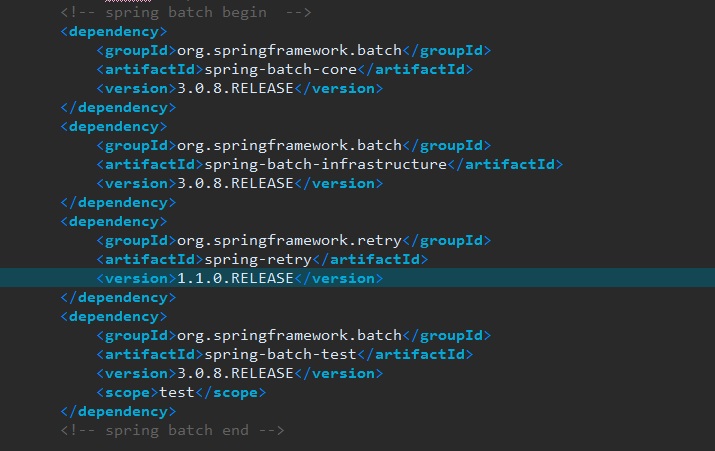 <!-- spring batch begin  -->
<dependency>
<groupId>org.springframework.batch</groupId>
<artifactId>spring-batch-core</artifactId>
<version>3.0.8.RELEASE</version>
</dependency>
<dependency>
<groupId>org.springframework.batch</groupId>
<artifactId>spring-batch-infrastructure</artifactId>
<version>3.0.8.RELEASE</version>
</dependency>
<dependency>
<groupId>org.springframework.retry</groupId>
<artifactId>spring-retry</artifactId>
<version>1.1.0.RELEASE</version>
</dependency>
<dependency>
<groupId>org.springframework.batch</groupId>
<artifactId>spring-batch-test</artifactId>
<version>3.0.8.RELEASE</version>
<scope>test</scope>
</dependency>
<!-- spring batch end -->